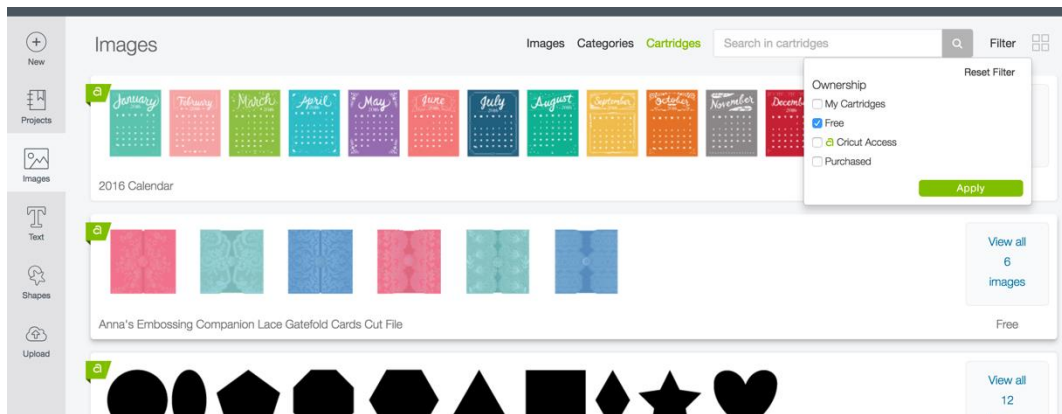 New
Projects
Images
Text
Shapes
Upload
Images
Images Categories Cartridges Search in cartridges Filter
Reset Filter
Ownership
My Cartridges
Free
a Cricut Access
Purchased
Apply
a
January February March April May June July August September October November Decemb
2016 Calendar
a
View all
6
images
Anna's Embossing Companion Lace Gatefold Cards Cut File
Free
a
View all
12